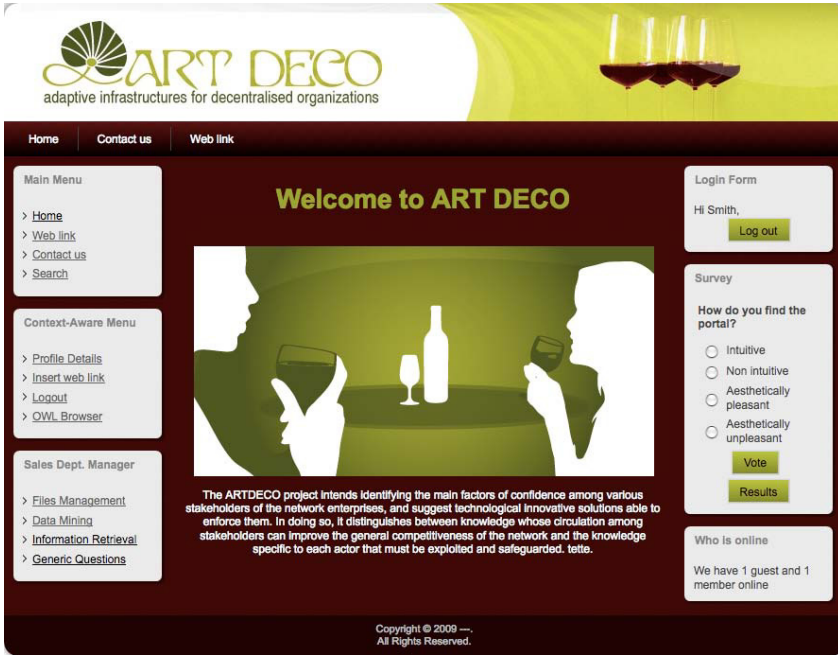 ART DECO
adaptive infrastructures for decentralised organizations
Home
Contact us
Web link
Main Menu
Home
Web link
Contact us
Search
Context-Aware Menu
Profile Details
Insert web link
Logout
OWL Browser
Sales Dept. Manager
Files Management
Data Mining
Information Retrieval
Generic Questions
Welcome to ART DECO
The ARTDECO project intends identifying the main factors of confidence among various
stakeholders of the network enterprises, and suggest technological innovative solutions able to
enforce them. In doing so, it distinguishes between knowledge whose circulation among
stakeholders can improve the general competitiveness of the network and the knowledge
specific to each actor that must be exploited and safeguarded. tette.
Login Form
Hi Smith,
Log out
Survey
How do you find the
portal?
Intuitive
Non intuitive
Aesthetically
pleasant
Aesthetically
unpleasant
Vote
Results
Who is online
We have 1 guest and 1
member online
Copyright © 2009 ---.
All Rights Reserved.